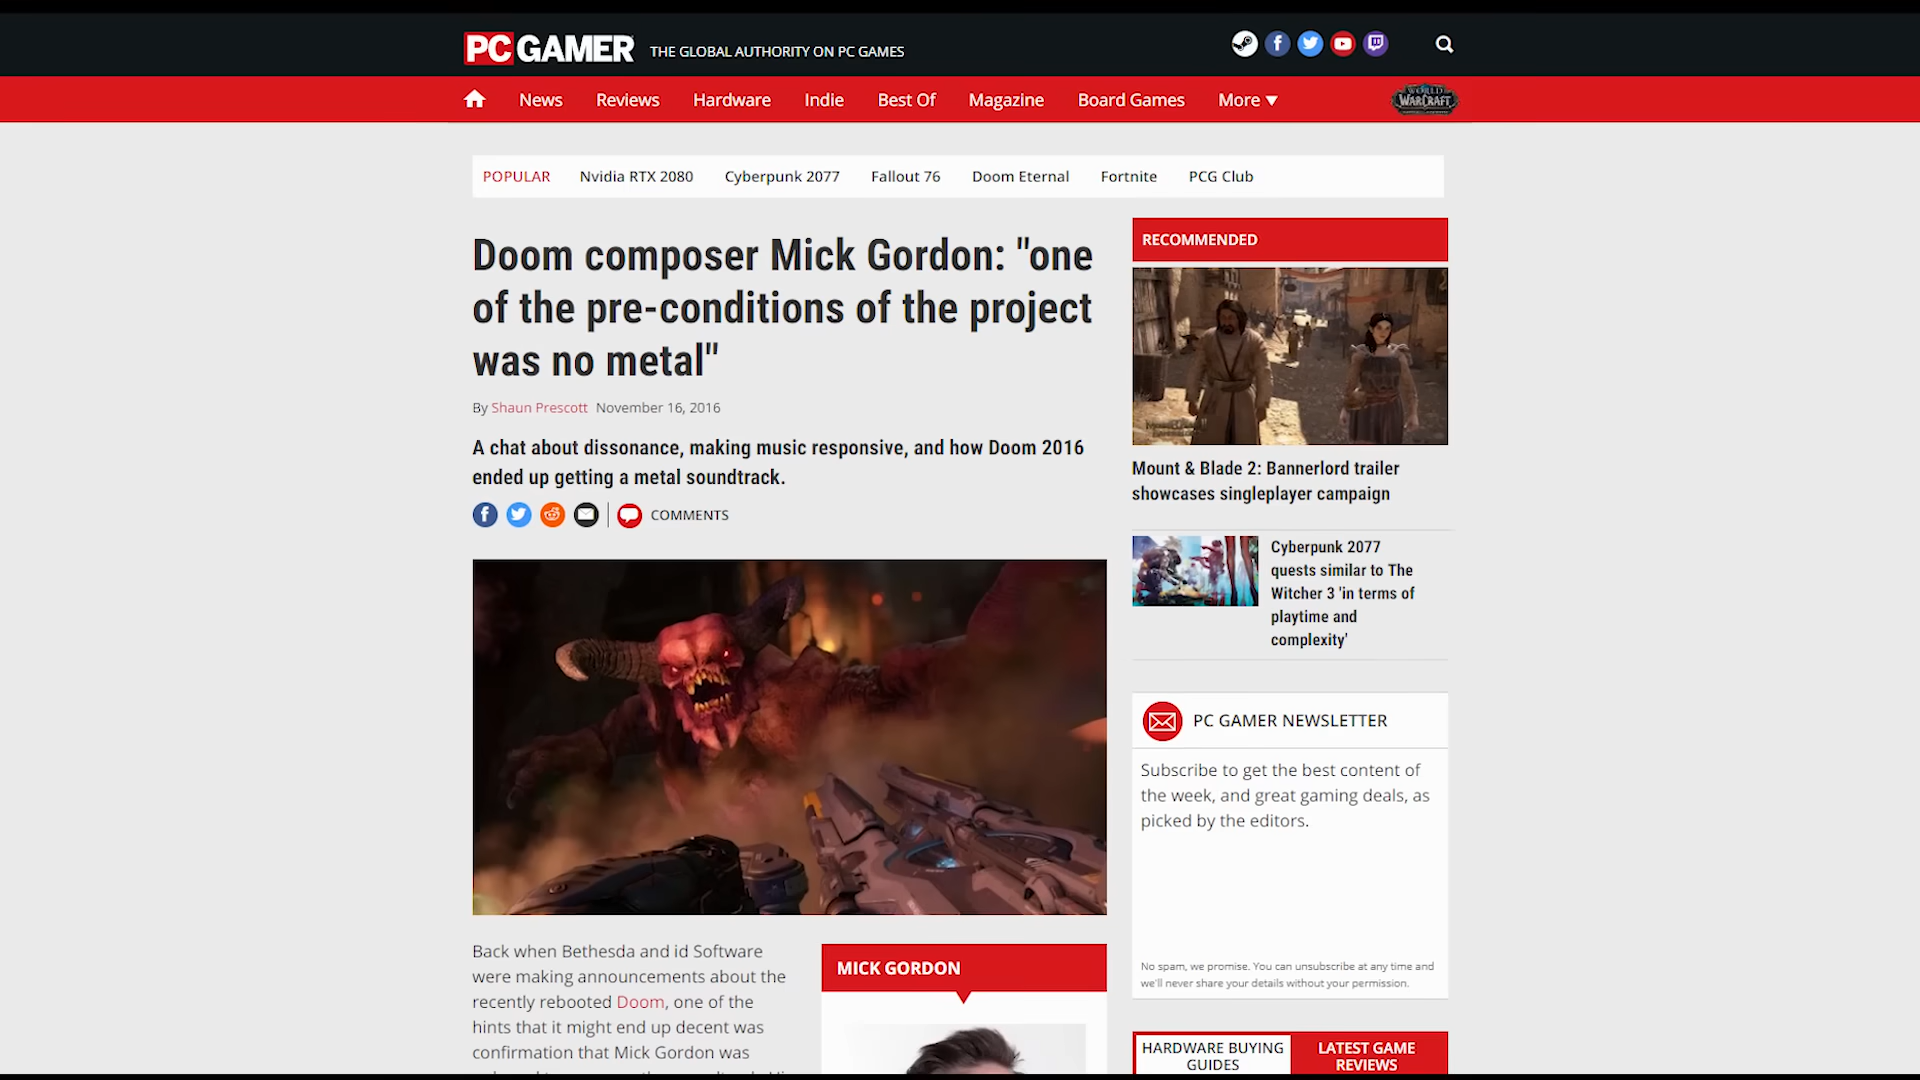 PC GAMER THE GLOBAL AUTHORITY ON PC GAMES
News Reviews Hardware Indie Best Of Magazine Board Games More ▼
WORLD
WARCRAFT
POPULAR Nvidia RTX 2080 Cyberpunk 2077 Fallout 76 Doom Eternal Fortnite PCG Club
Doom composer Mick Gordon: "one
of the pre-conditions of the project
was no metal"
By Shaun Prescott November 16, 2016
A chat about dissonance, making music responsive, and how Doom 2016
ended up getting a metal soundtrack.
COMMENTS
Back when Bethesda and id Software
were making announcements about the
recently rebooted Doom, one of the
hints that it might end up decent was
confirmation that Mick Gordon was
MICK GORDON
RECOMMENDED
Mount & Blade 2: Bannerlord trailer
showcases singleplayer campaign
Cyberpunk 2077
quests similar to The
Witcher 3 'in terms of
playtime and
complexity'
PC GAMER NEWSLETTER
Subscribe to get the best content of
the week, and great gaming deals, as
picked by the editors.
No spam, we promise. You can unsubscribe at any time and
we'll never share your details without your permission.
HARDWARE BUYING
GUIDES
LATEST GAME
REVIEWS